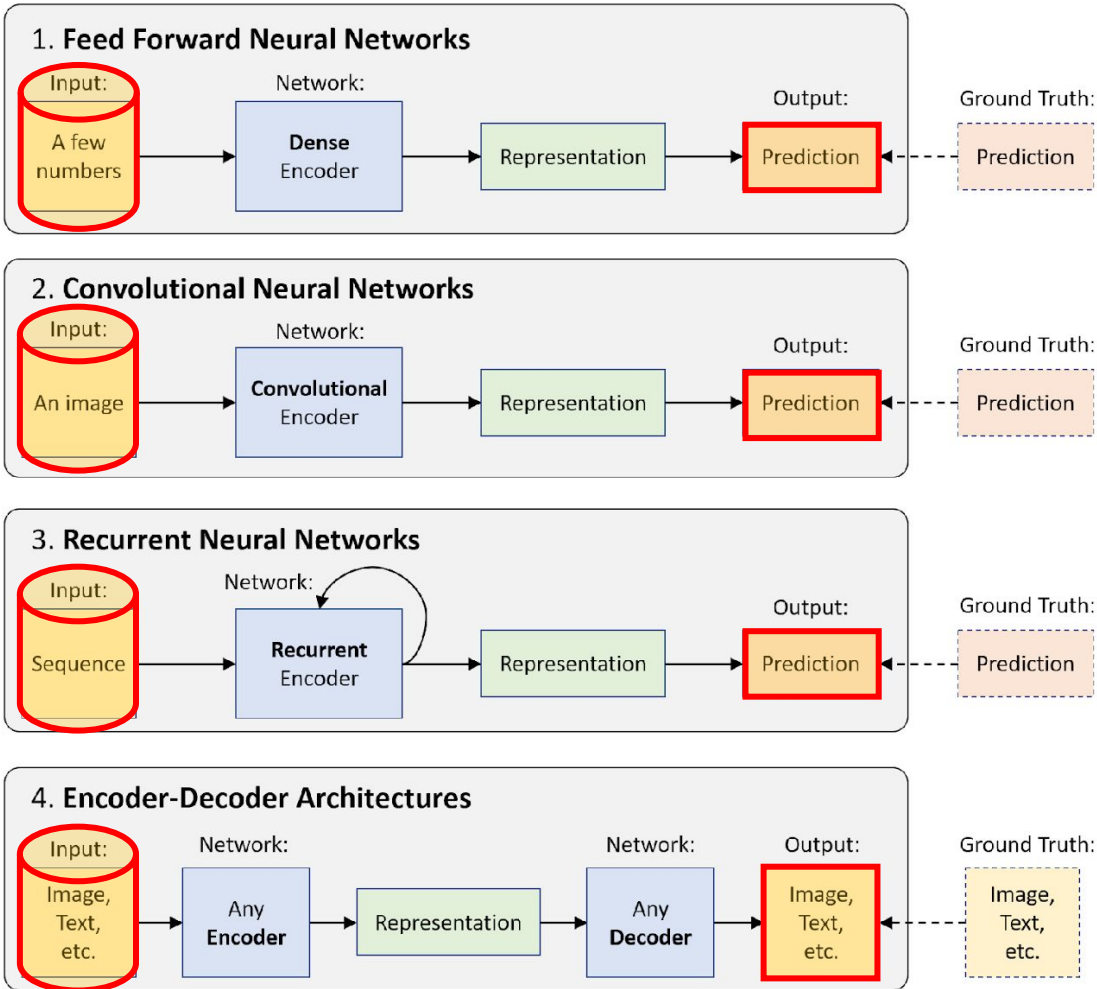 1. Feed Forward Neural Networks
Input:
Network:
Output:
Ground Truth:
A few
numbers
Dense
Encoder
Representation
Prediction
Prediction
2. Convolutional Neural Networks
Input:
Network:
Output:
Ground Truth:
An image
Convolutional
Encoder
Representation
Prediction
Prediction
3. Recurrent Neural Networks
Input:
Network:
Output:
Ground Truth:
Sequence
Recurrent
Encoder
Representation
Prediction
Prediction
4. Encoder-Decoder Architectures
Input:
Network:
Network:
Output:
Ground Truth:
Image,
Text,
etc.
Any
Encoder
Representation
Any
Decoder
Image,
Text,
etc.
Image,
Text,
etc.